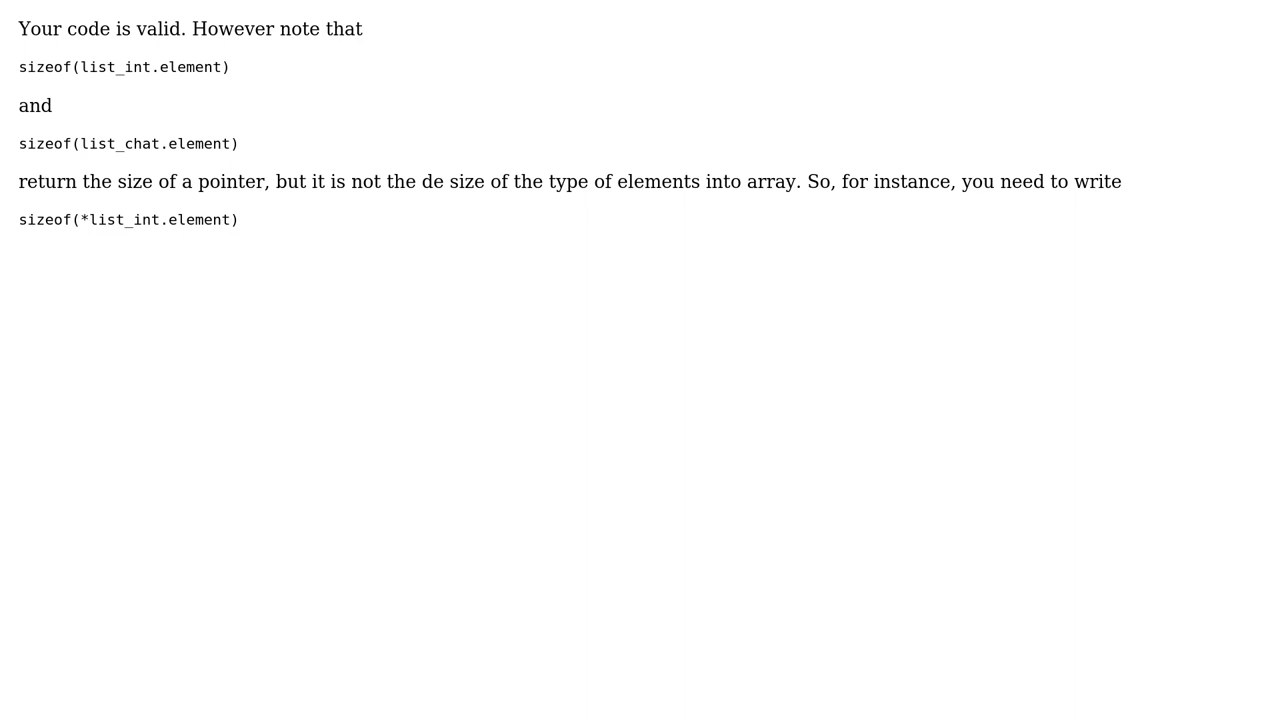 Your code is valid. However note that
sizeof(list_int.element)
and
sizeof(list_chat.element)
return the size of a pointer, but it is not the de size of the type of elements into array. So, for instance, you need to write
sizeof(*list_int.element)